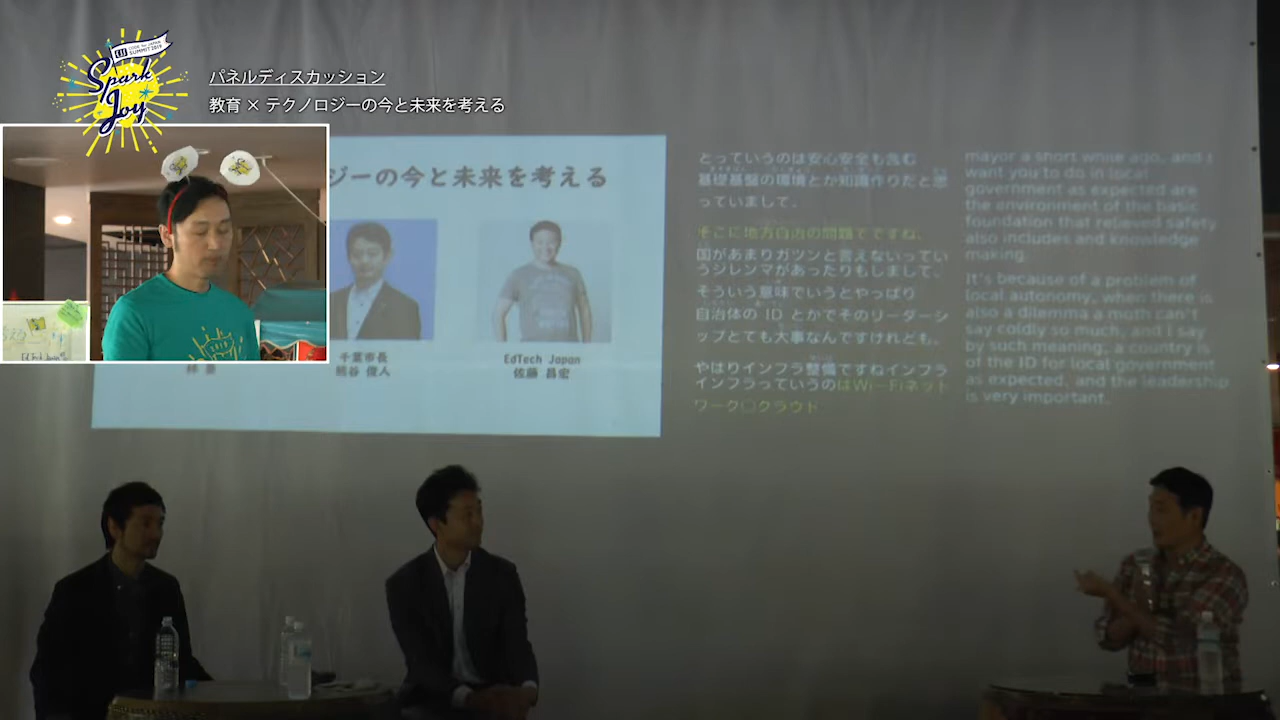 CODE for JAPAN
SUMMIT 2019
Spark
Joy
パネルディスカッション
教育 × テクノロジーの今と未来を考える
ジーの今と未来を考える
千葉市長
熊谷 俊人
EdTech Japan
佐藤 昌宏
とっていうのは安心安全も含む
基礎基盤の環境とか知識作りだと思
っていまして、
そこに地方自治の問題でですね、
国があまりガツンと言えないってい
うジレンマがあったりもしまして、
そういう意味でいうとやっぱり
自治体の ID とかでそのリーダーシ
ップとても大事なんですけれども、
やはりインフラ整備ですねインフラ
インフラっていうのはWi-Fiネット
ワーク〇クラウド
mayor a short while ago, and I
want you to do in local
government as expected are
the environment of the basic
foundation that relieved safety
also includes and knowledge
making.
It's because of a problem of
local autonomy, when there is
also a dilemma a moth can't
say coldly so much, and I say
by such meaning, a country is
of the ID for local government
as expected, and the leadership
is very important.